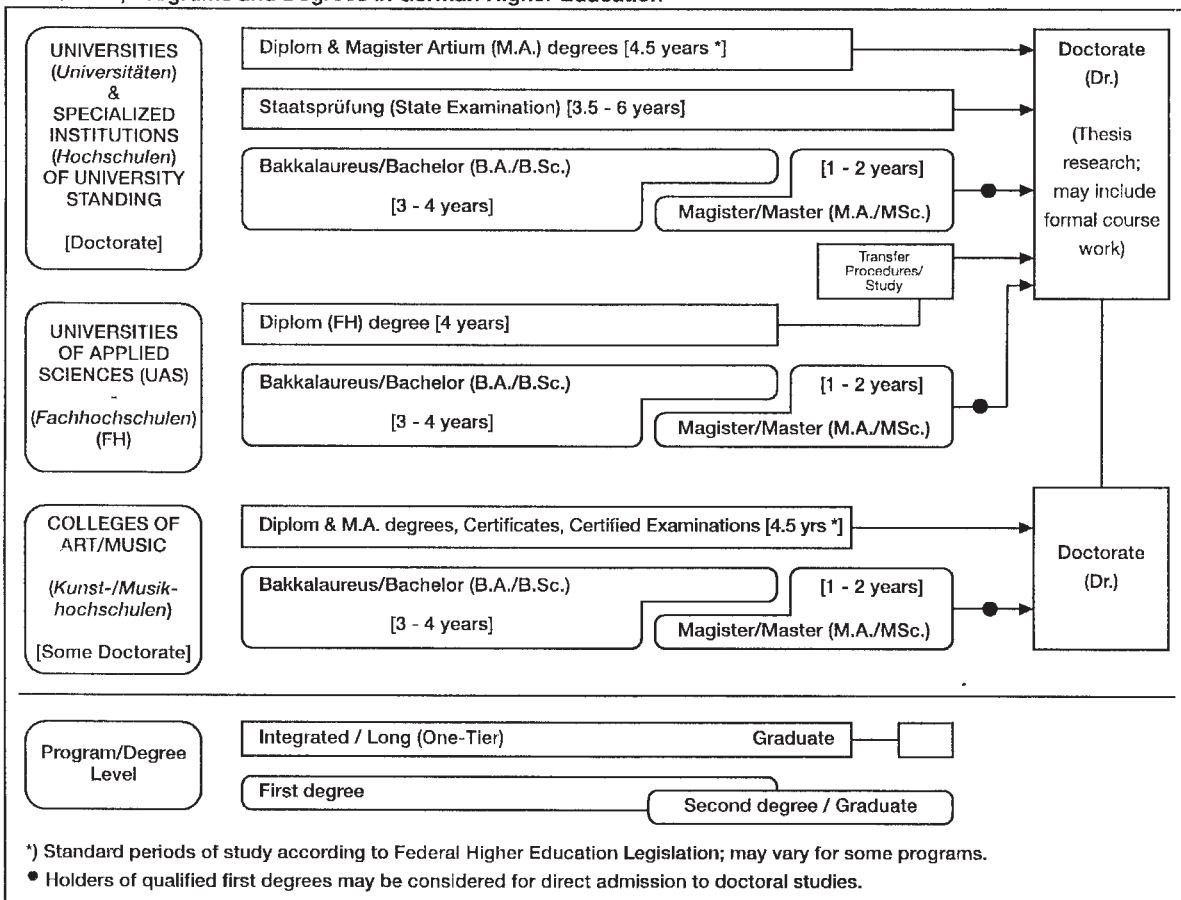 Programs and Degrees in German Higher Education
UNIVERSITIES
(Universitäten)
&
SPECIALIZED
INSTITUTIONS
(Hochschulen)
OF UNIVERSITY
STANDING
[Doctorate]
Diplom & Magister Artium (M.A.) degrees [4.5 years *]
Staatsprüfung (State Examination) [3.5 - 6 years]
Bakkalaureus/Bachelor (B.A./B.Sc.)
[3 - 4 years]
[1 - 2 years]
Magister/Master (M.A./MSc.)
Transfer
Procedures/
Study
Doctorate
(Dr.)
(Thesis
research;
may include
formal course
work)
UNIVERSITIES
OF APPLIED
SCIENCES (UAS)
-
(Fachhochschulen)
(FH)
Diplom (FH) degree [4 years]
Bakkalaureus/Bachelor (B.A./B.Sc.)
[3 - 4 years]
[1 - 2 years]
Magister/Master (M.A./MSc.)
COLLEGES OF
ART/MUSIC
(Kunst-/Musik-
hochschulen)
[Some Doctorate]
Diplom & M.A. degrees, Certificates, Certified Examinations [4.5 yrs *]
Bakkalaureus/Bachelor (B.A./B.Sc.)
[3 - 4 years]
[1 - 2 years]
Magister/Master (M.A./MSc.)
Doctorate
(Dr.)
Program/Degree
Level
Integrated / Long (One-Tier) Graduate
First degree
Second degree / Graduate
*) Standard periods of study according to Federal Higher Education Legislation; may vary for some programs.
● Holders of qualified first degrees may be considered for direct admission to doctoral studies.